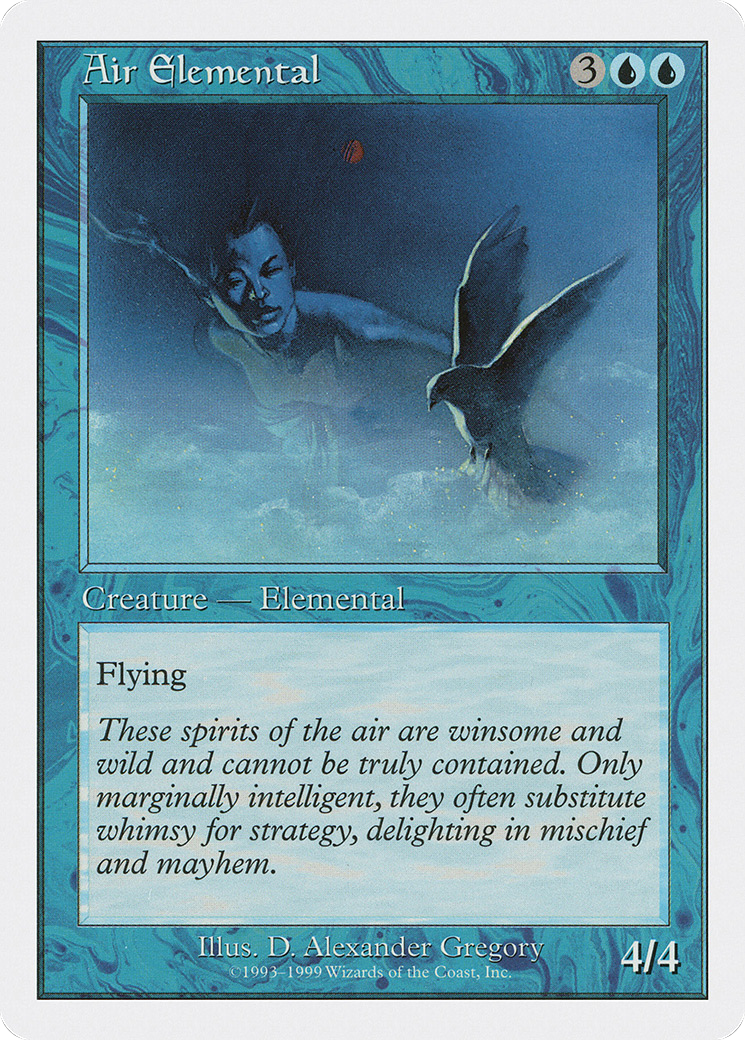 Air Elemental 3
Creature — Elemental
Flying
These spirits of the air are winsome and
wild and cannot be truly contained. Only
marginally intelligent, they often substitute
whimsy for strategy, delighting in mischief
and mayhem.
Illus. D. Alexander Gregory
©1993–1999 Wizards of the Coast, Inc.
4/4